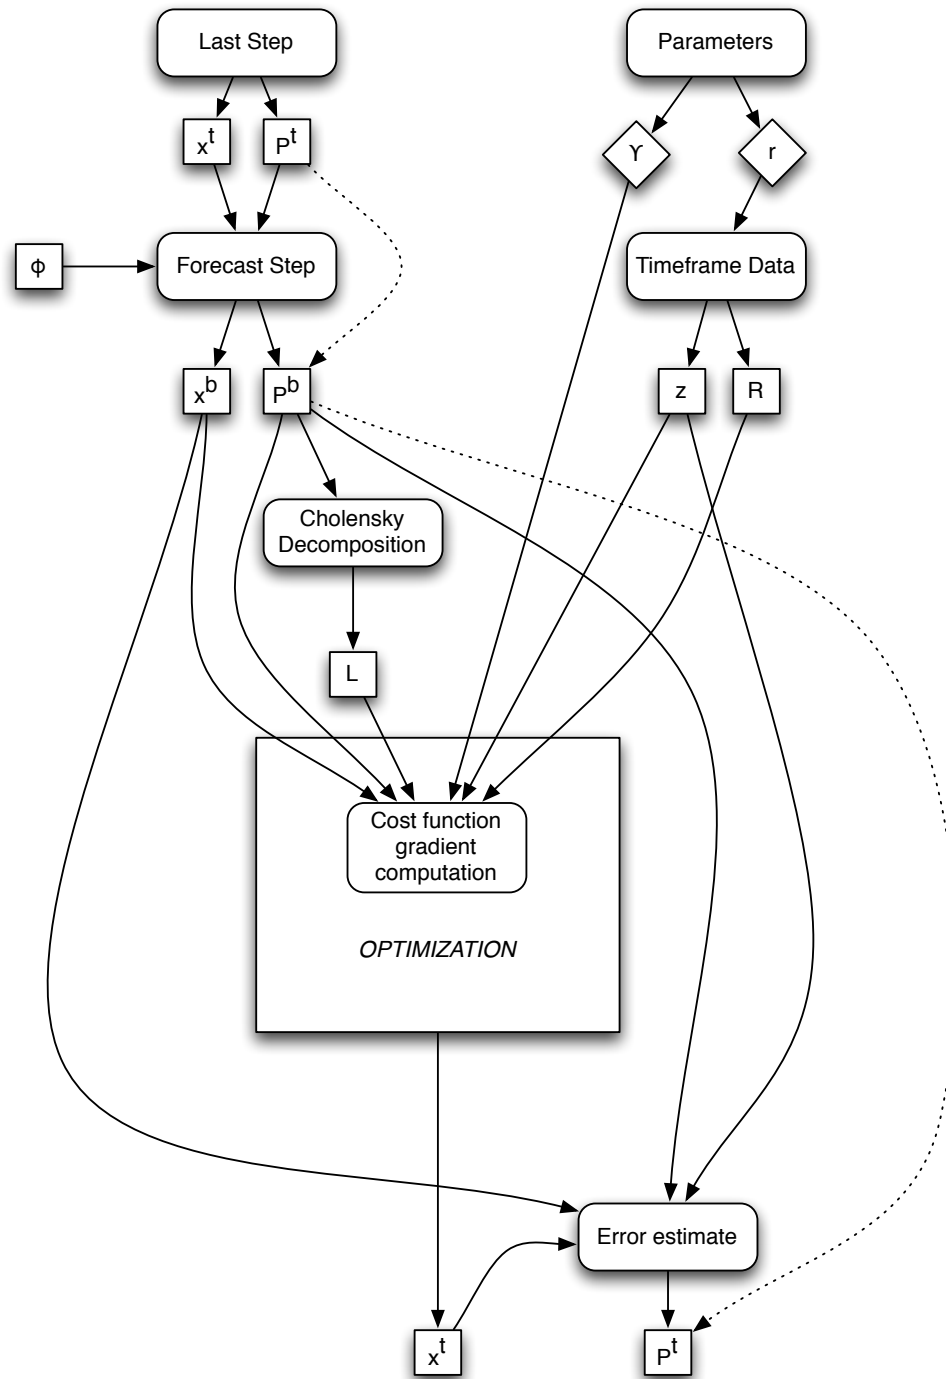 Last Step
Parameters
x^t
P^t
ϒ
r
ϕ
Forecast Step
Timeframe Data
x^b
P^b
z
R
Cholensky
Decomposition
L
Cost function
gradient
computation
OPTIMIZATION
Error estimate
x^t
P^t